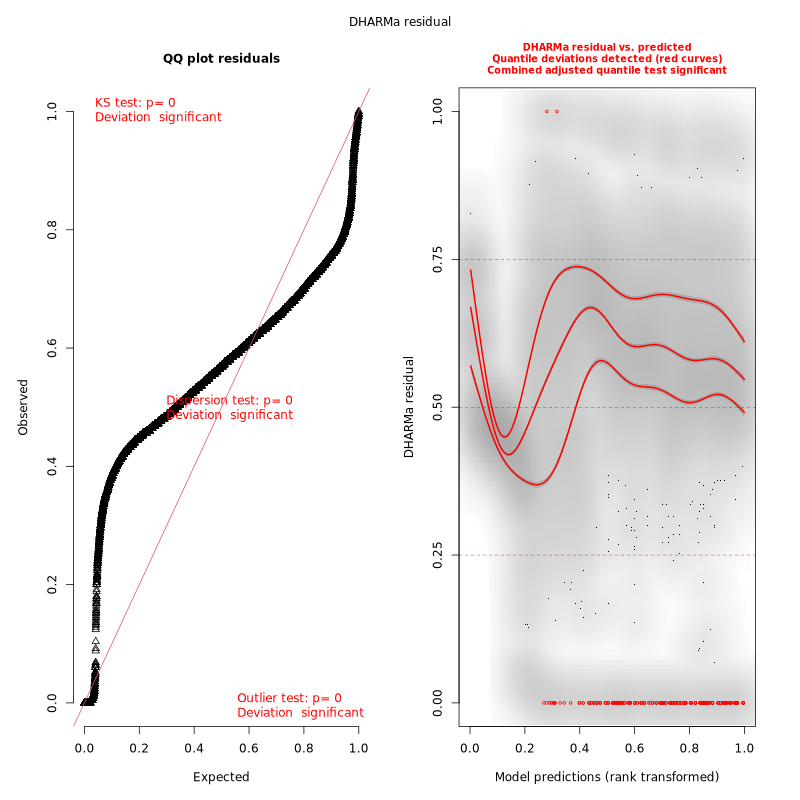 DHARMa residual
QQ plot residuals
KS test: p= 0
Deviation significant
Dispersion test: p= 0
Deviation significant
Outlier test: p= 0
Deviation significant
Observed
0.0
0.2
0.4
0.6
0.8
1.0
0.0
0.2
0.4
0.6
0.8
1.0
Expected
DHARMa residual vs. predicted
Quantile deviations detected (red curves)
Combined adjusted quantile test significant
DHARMa residual
0.00
0.25
0.50
0.75
1.00
0.0
0.2
0.4
0.6
0.8
1.0
Model predictions (rank transformed)